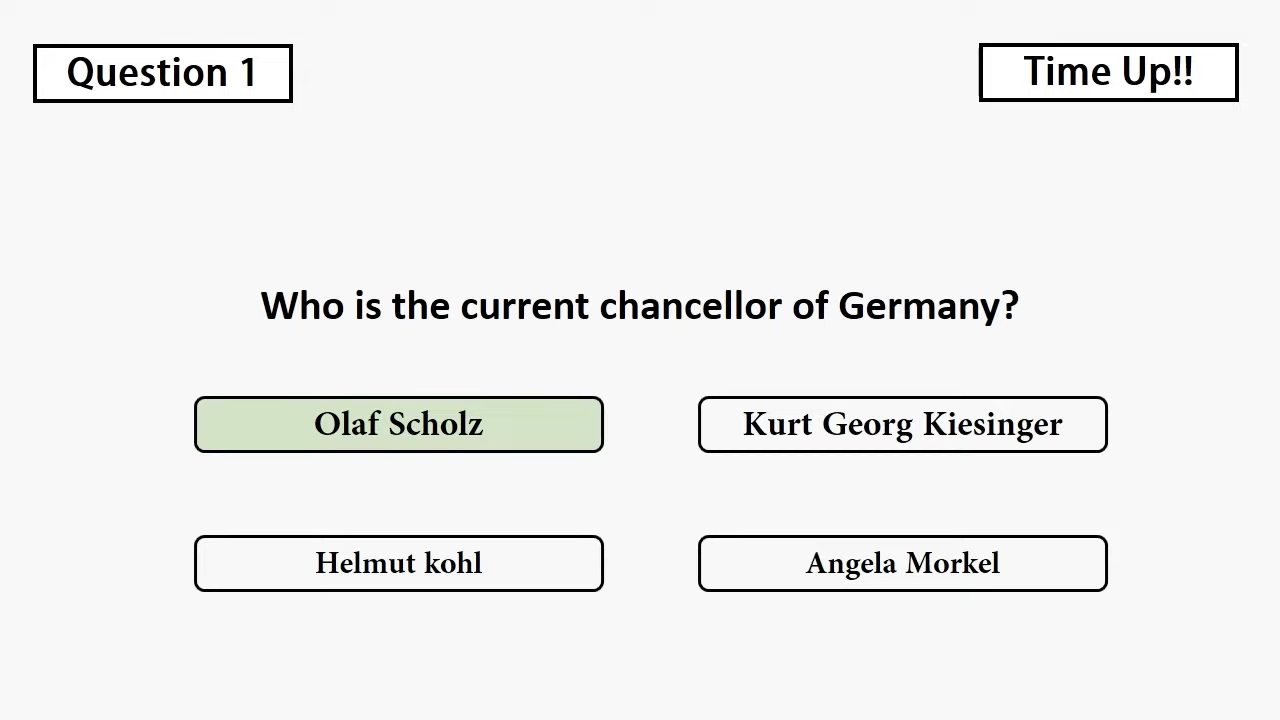 Question 1
Time Up!!
Who is the current chancellor of Germany?
Olaf Scholz
Kurt Georg Kiesinger
Helmut kohl
Angela Morkel